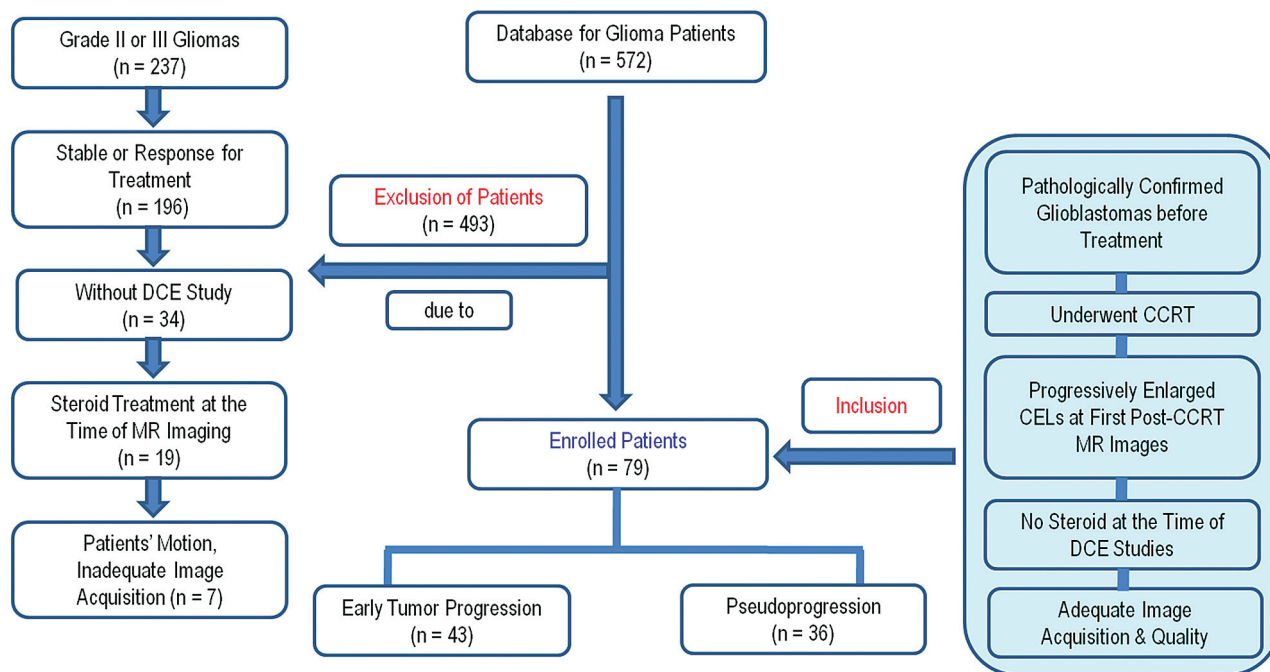 Grade II or III Gliomas
(n = 237)
Stable or Response for
Treatment
(n = 196)
Without DCE Study
(n = 34)
Steroid Treatment at the
Time of MR Imaging
(n = 19)
Patients' Motion,
Inadequate Image
Acquisition (n = 7)
Database for Glioma Patients
(n = 572)
Exclusion of Patients
(n = 493)
due to
Enrolled Patients
(n = 79)
Early Tumor Progression
(n = 43)
Pseudoprogression
(n = 36)
Inclusion
Pathologically Confirmed
Glioblastomas before
Treatment
Underwent CCRT
Progressively Enlarged
CELs at First Post-CCRT
MR Images
No Steroid at the Time of
DCE Studies
Adequate Image
Acquisition & Quality